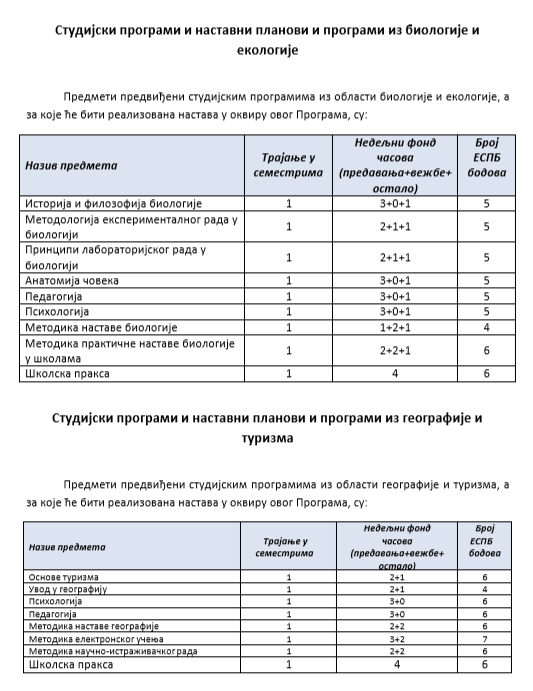 Студијски програми и наставни планови и програми из биологије и
екологије
Предмети предвиђени студијским програмима из области биологије и екологије, а
за које ће бити реализована настава у оквиру овог Програма, су:
Назив предмета Трајање у семестрима Недељни фонд часова (предавања+вежбе+остало) Број ЕСПБ бодова
Историја и филозофија биологије 1 3+0+1 5
Методологија експерименталног рада у
биологији 1 2+1+1 5
Принципи лабораторијског рада у
биологији 1 2+1+1 5
Анатомија човека 1 3+0+1 5
Педагогија 1 3+0+1 5
Психологија 1 3+0+1 5
Методика наставе биологије 1 1+2+1 4
Методика практичне наставе биологије
у школама 1 2+2+1 6
Школска пракса 1 4 6
Студијски програми и наставни планови и програми из географије и
туризма
Предмети предвиђени студијским програмима из области географије и туризма, а
за које ће бити реализована настава у оквиру овог Програма, су:
Назив предмета Трајање у семестрима Недељни фонд часова (предавања+вежбе+ остало) Број ЕСПБ бодова
Основе туризма 1 2+1 6
Увод у географију 1 2+1 4
Психологија 1 3+0 6
Педагогија 1 3+0 6
Методика наставе географије 1 2+2 6
Методика електронског учења 1 3+2 7
Методика научно-истраживачког рада 1 2+2 6
Школска пракса 1 4 6